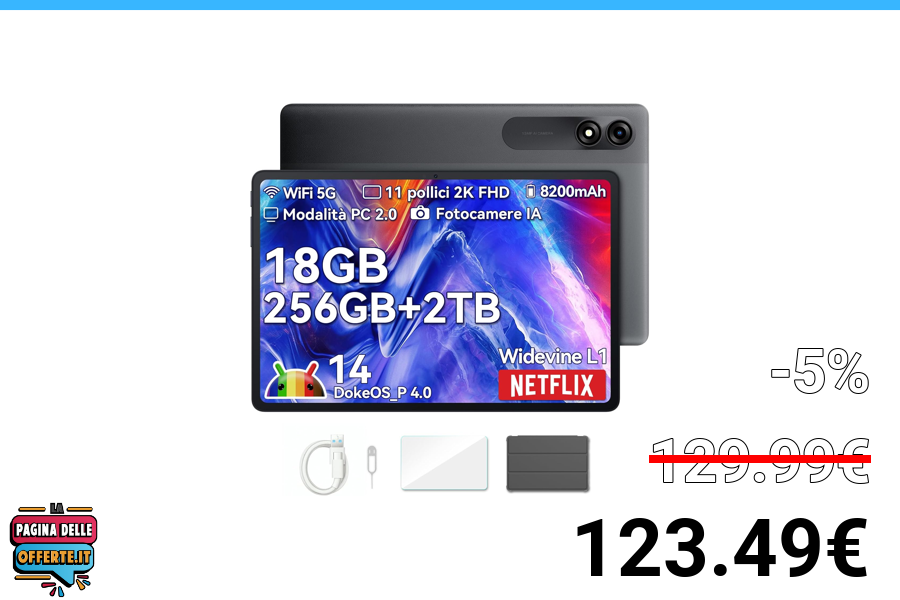 WiFi 5G
11 pollici 2K FHD
8200mAh
Modalità PC 2.0
Fotocamere IA
18GB
256GB+2TB
14
DokeOS_P 4.0
Widevine L1
NETFLIX
-5%
129.99€
123.49€
LA
PAGINA DELLE
OFFERTE.IT